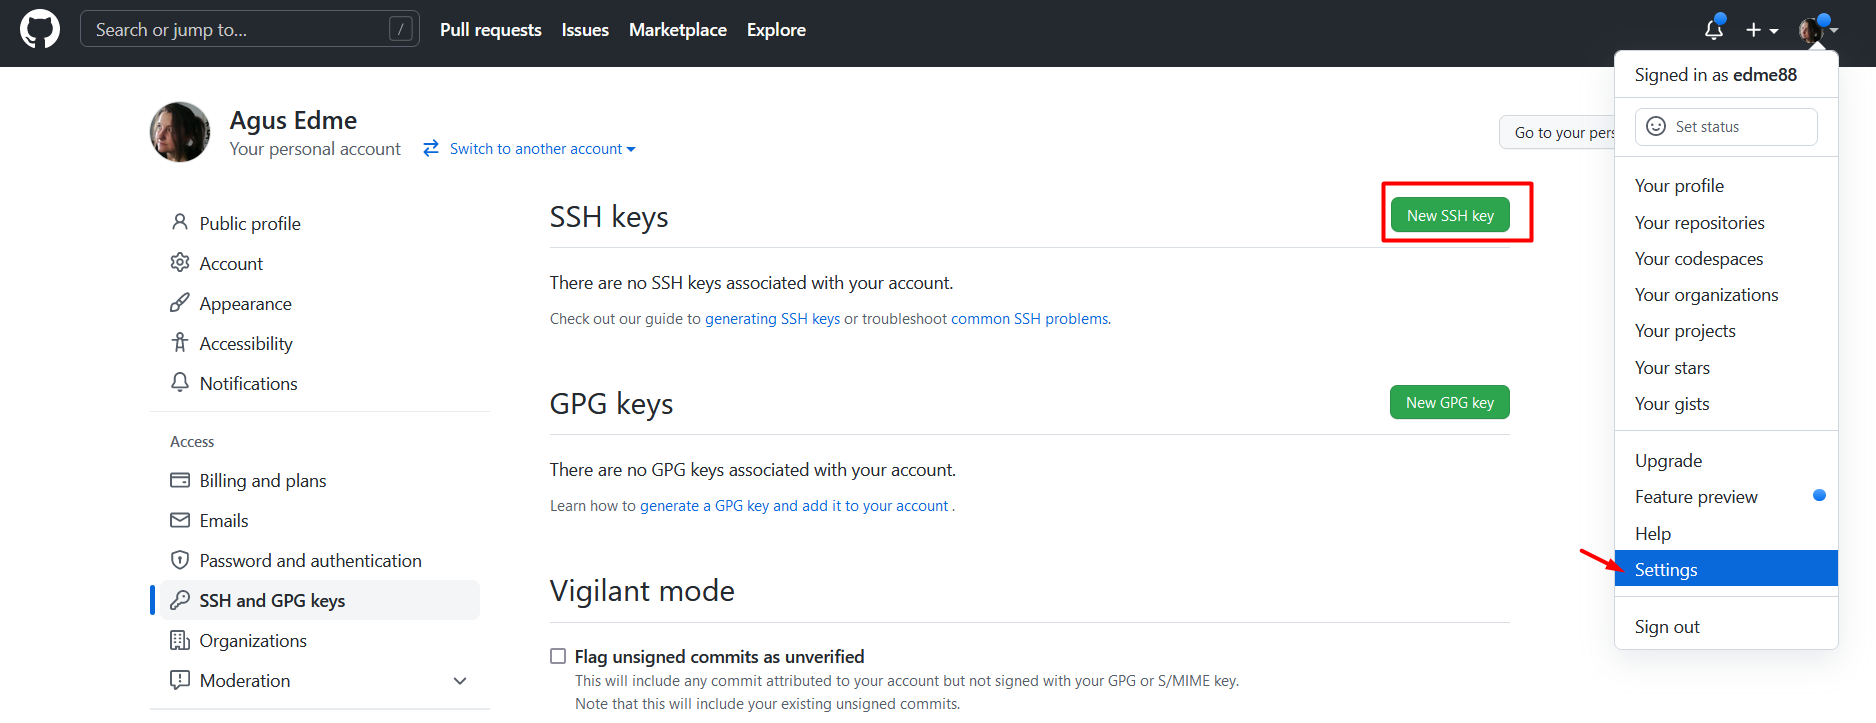 Search or jump to...
/
Pull requests
Issues
Marketplace
Explore
Signed in as edme88
Set status
Your profile
Your repositories
Your codespaces
Your organizations
Your projects
Your stars
Your gists
Upgrade
Feature preview
Help
Settings
Sign out
Agus Edme
Your personal account
Switch to another account
Go to your pers
Public profile
Account
Appearance
Accessibility
Notifications
Access
Billing and plans
Emails
Password and authentication
SSH and GPG keys
Organizations
Moderation
SSH keys
New SSH key
There are no SSH keys associated with your account.
Check out our guide to generating SSH keys or troubleshoot common SSH problems.
GPG keys
New GPG key
There are no GPG keys associated with your account.
Learn how to generate a GPG key and add it to your account .
Vigilant mode
Flag unsigned commits as unverified
This will include any commit attributed to your account but not signed with your GPG or S/MIME key.
Note that this will include your existing unsigned commits.